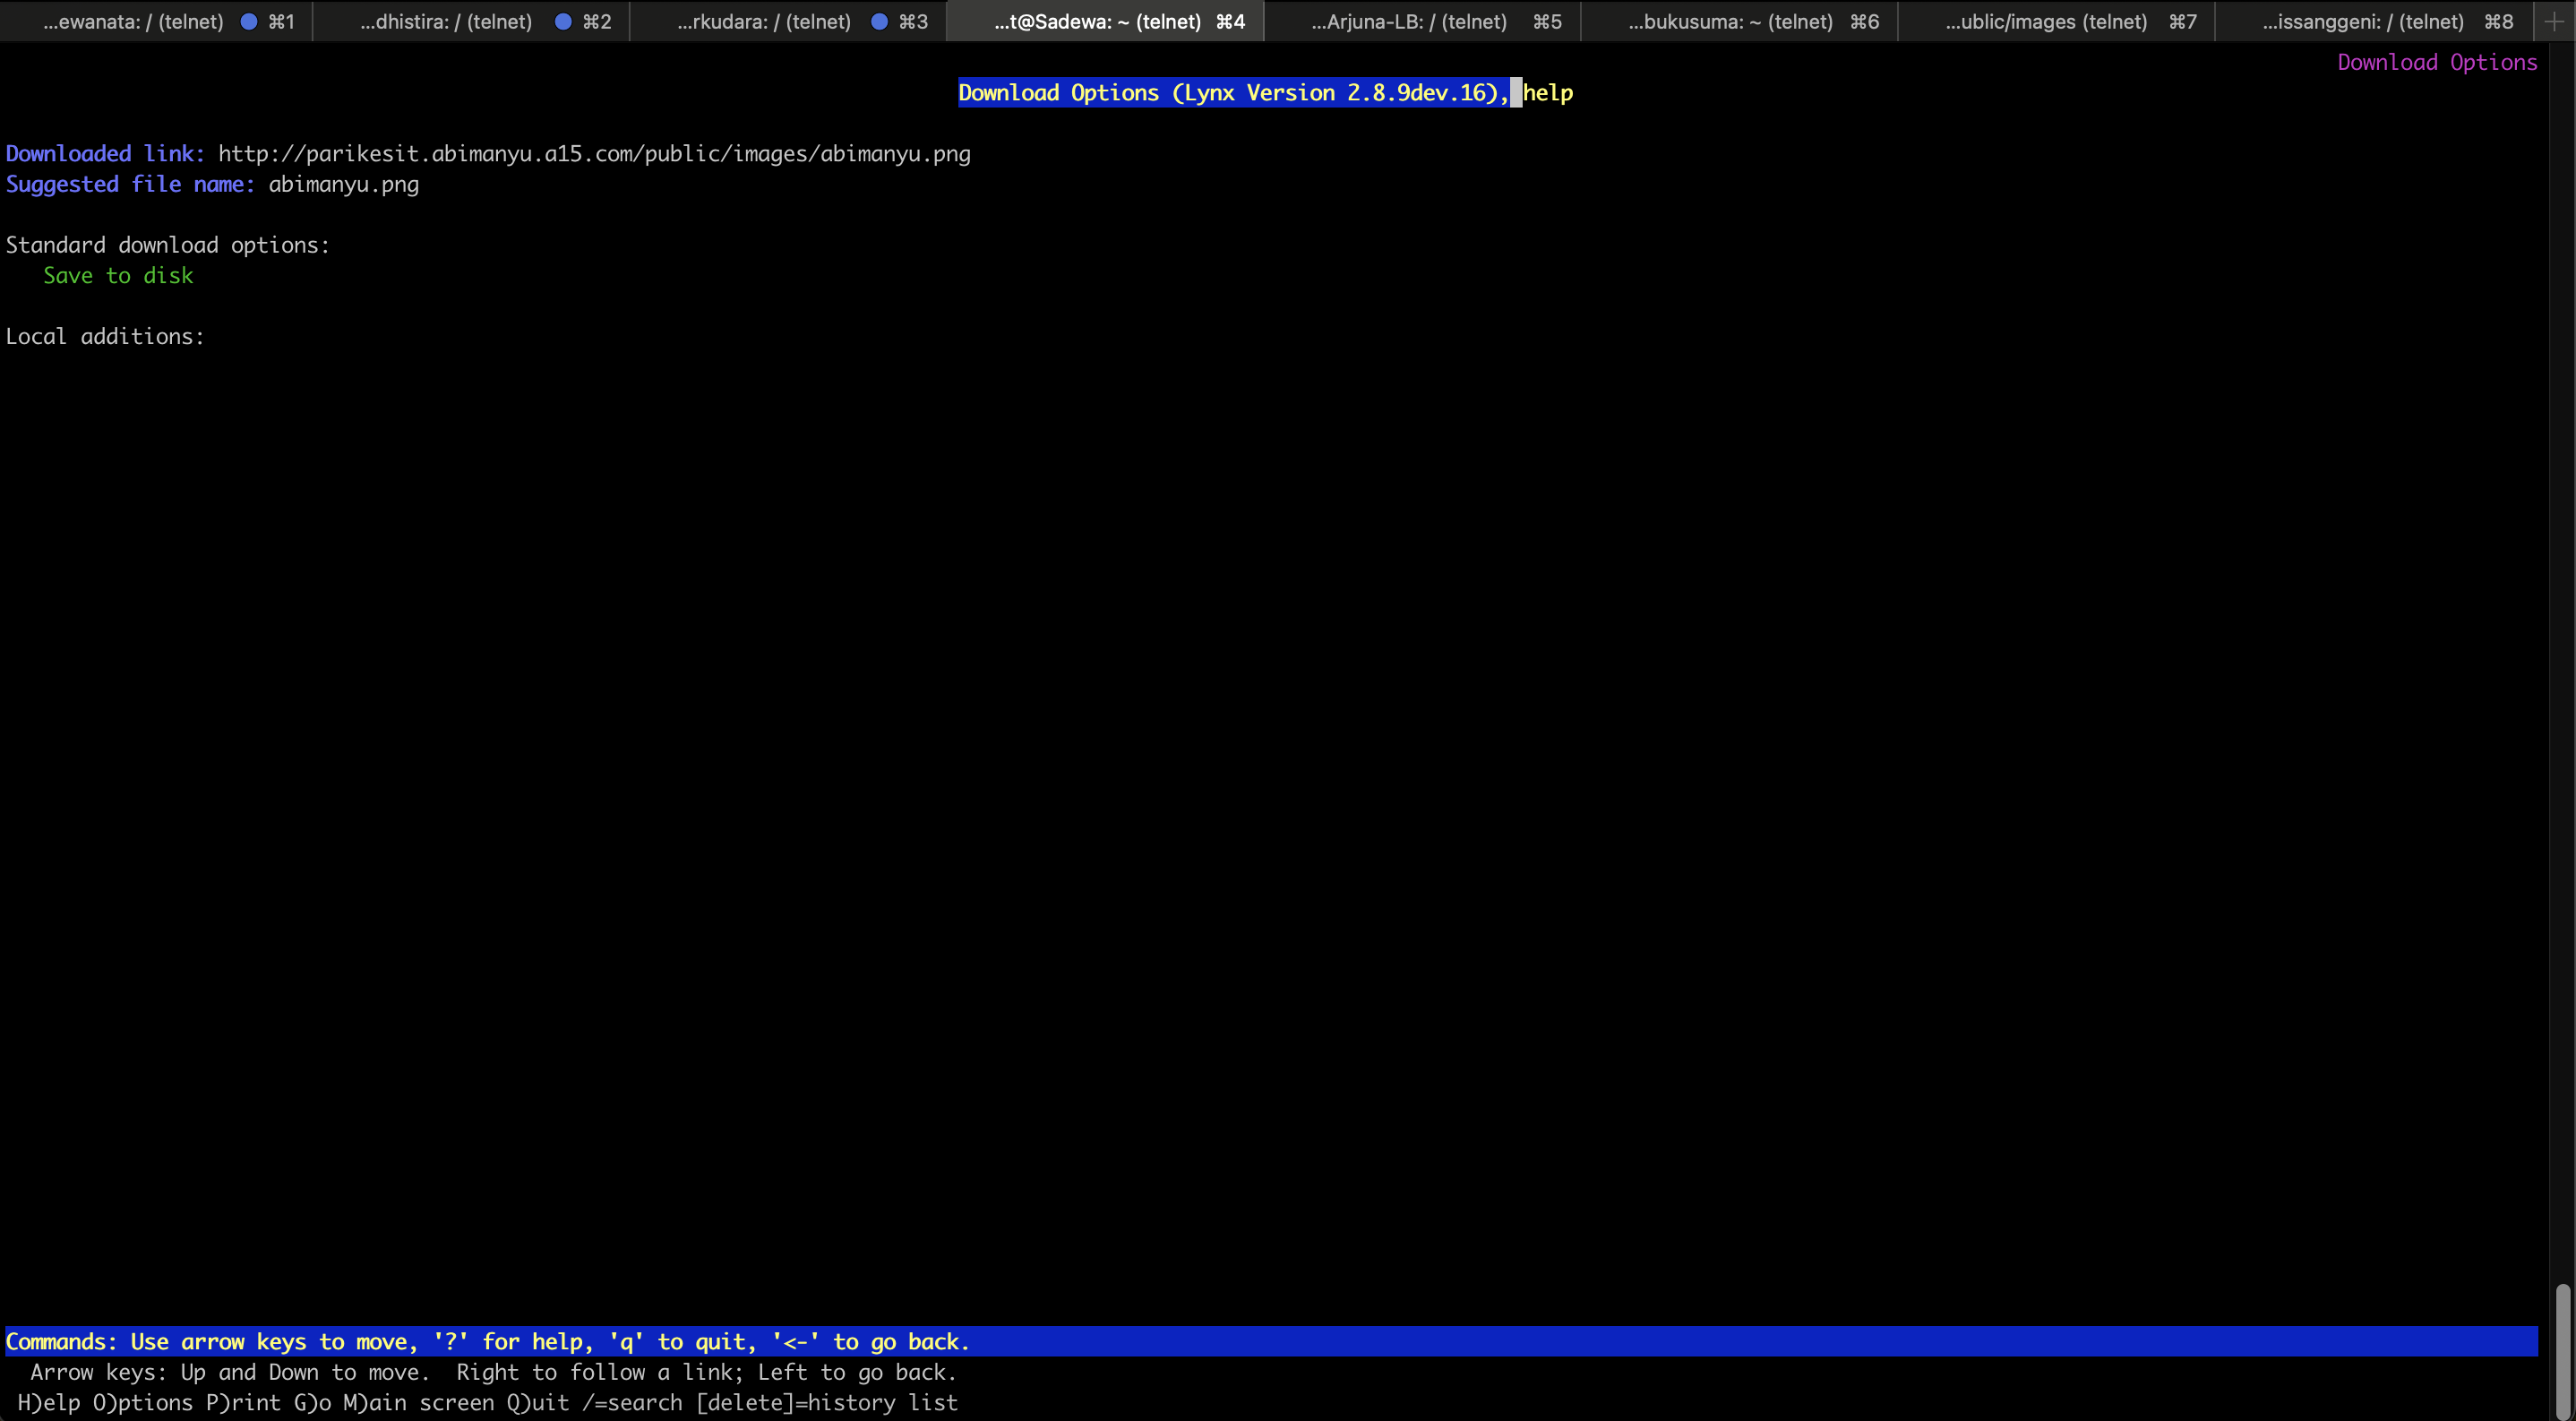 ...ewanata: / (telnet) ⌘1 ...dhistira: / (telnet) ⌘2 ...rkudara: / (telnet) ⌘3 ...t@Sadewa: ~ (telnet) ⌘4 ...Arjuna-LB: / (telnet) ⌘5 ...bukusuma: ~ (telnet) ⌘6 ...ublic/images (telnet) ⌘7 ...issanggeni: / (telnet) ⌘8
Download Options
Download Options (Lynx Version 2.8.9dev.16), help
Downloaded link: http://parikesit.abimanyu.a15.com/public/images/abimanyu.png
Suggested file name: abimanyu.png
Standard download options:
Save to disk
Local additions:
Commands: Use arrow keys to move, '?' for help, 'q' to quit, '<-' to go back.
Arrow keys: Up and Down to move.  Right to follow a link; Left to go back.
H)elp O)ptions P)rint G)o M)ain screen Q)uit /=search [delete]=history list